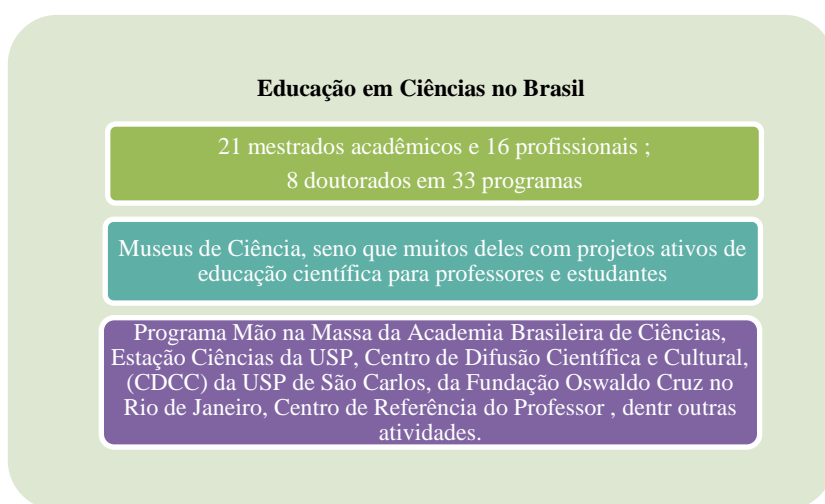 Educação em Ciências no Brasil
21 mestrados acadêmicos e 16 profissionais ;
8 doutorados em 33 programas
Museus de Ciência, seno que muitos deles com projetos ativos de
educação científica para professores e estudantes
Programa Mão na Massa da Academia Brasileira de Ciências,
Estação Ciências da USP, Centro de Difusão Científica e Cultural,
(CDCC) da USP de São Carlos, da Fundação Oswaldo Cruz no
Rio de Janeiro, Centro de Referência do Professor , dentr outras
atividades.